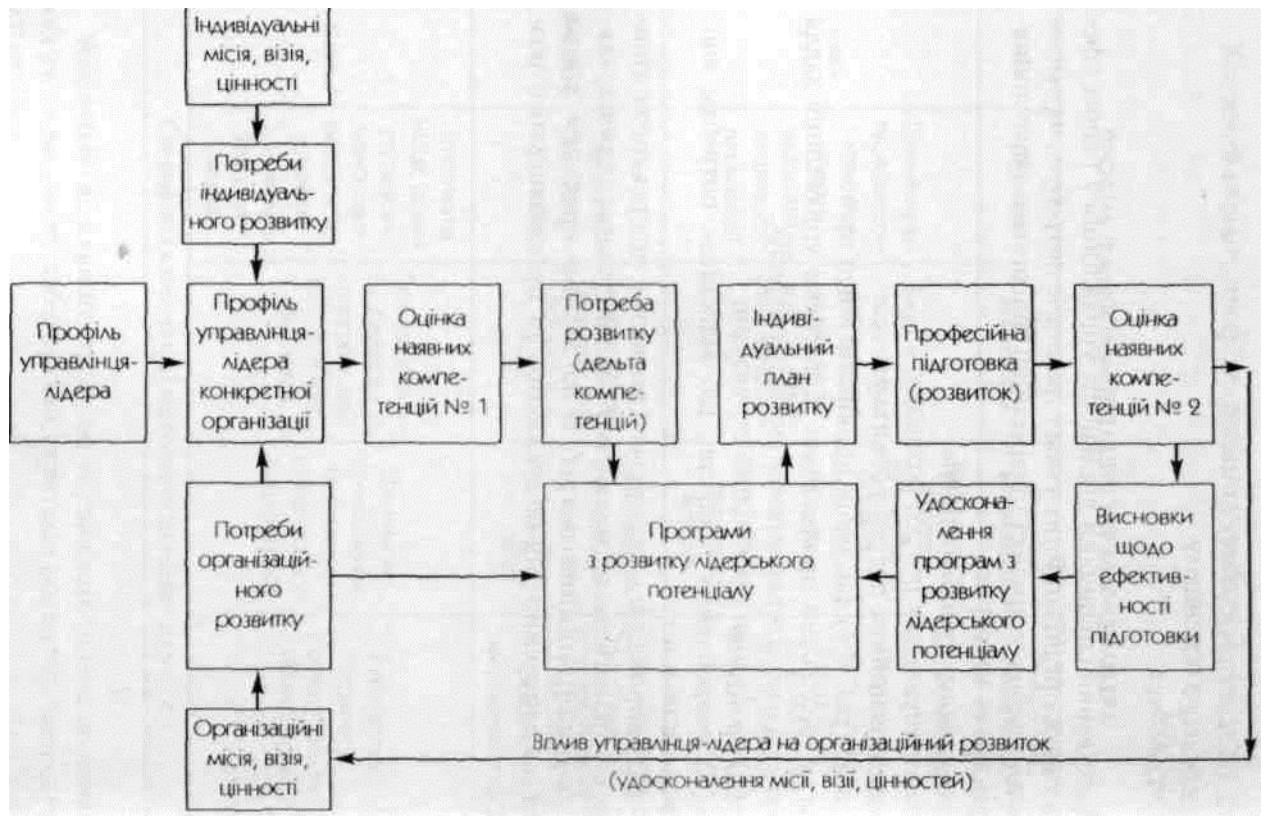 Індивідуальні
місія, візія,
цінності
Потреби
індивідуаль-
ного розвитку
Профіль
управлінця-
лідера
Профіль
управлінця-
лідера
конкретної
організації
Оцінка
наявних
компе-
тенцій № 1
Потреба
розвитку
(дельта
компе-
тенцій)
Індиві-
дуальний
план
розвитку
Професійна
підготовка
(розвиток)
Оцінка
наявних
компе-
тенцій № 2
Потреби
організацій-
ного
розвитку
Програми
з розвитку лідерського
потенціалу
Удоскона-
лення
програм з
розвитку
лідерського
потенціалу
Висновки
щодо
ефектив-
ності
підготовки
Організаційні
місія, візія,
цінності
Вплив управлінця-лідера на організаційний розвиток
(удосконалення місії, візії, цінностей)